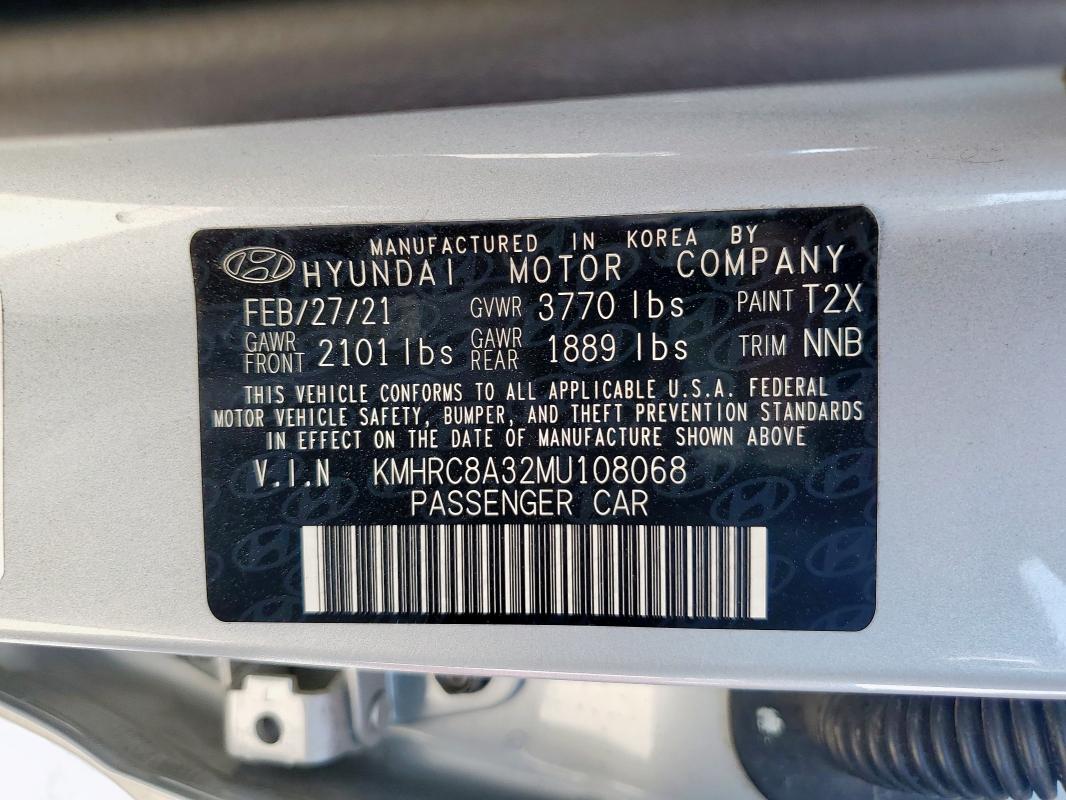 MANUFACTURED IN KOREA BY
HYUNDAI MOTOR COMPANY
FEB/27/21 GVWR 3770 lbs PAINT T2X
GAWR FRONT 2101 lbs GAWR REAR 1889 lbs TRIM NNB
THIS VEHICLE CONFORMS TO ALL APPLICABLE U.S.A. FEDERAL
MOTOR VEHICLE SAFETY, BUMPER, AND THEFT PREVENTION STANDARDS
IN EFFECT ON THE DATE OF MANUFACTURE SHOWN ABOVE
V.I.N KMHRC8A32MU108068
PASSENGER CAR